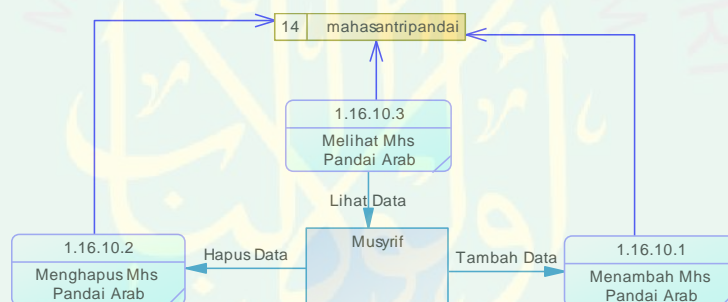 14 mahasantripandai
1.16.10.3
Melihat Mhs
Pandai Arab
Lihat Data
Musyrif
1.16.10.2
Menghapus Mhs
Pandai Arab
Hapus Data
Tambah Data
1.16.10.1
Menambah Mhs
Pandai Arab